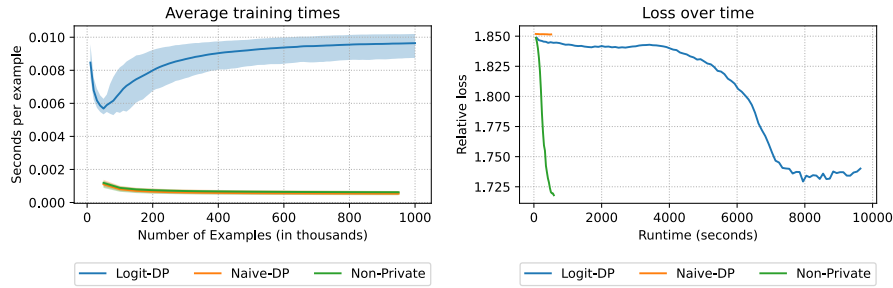 Average training times
Seconds per example
0.010
0.008
0.006
0.004
0.002
0.000
0
200
400
600
800
1000
Number of Examples (in thousands)
Logit-DP
Naive-DP
Non-Private
Loss over time
Relative loss
1.850
1.825
1.800
1.775
1.750
1.725
0
2000
4000
6000
8000
10000
Runtime (seconds)
Logit-DP
Naive-DP
Non-Private